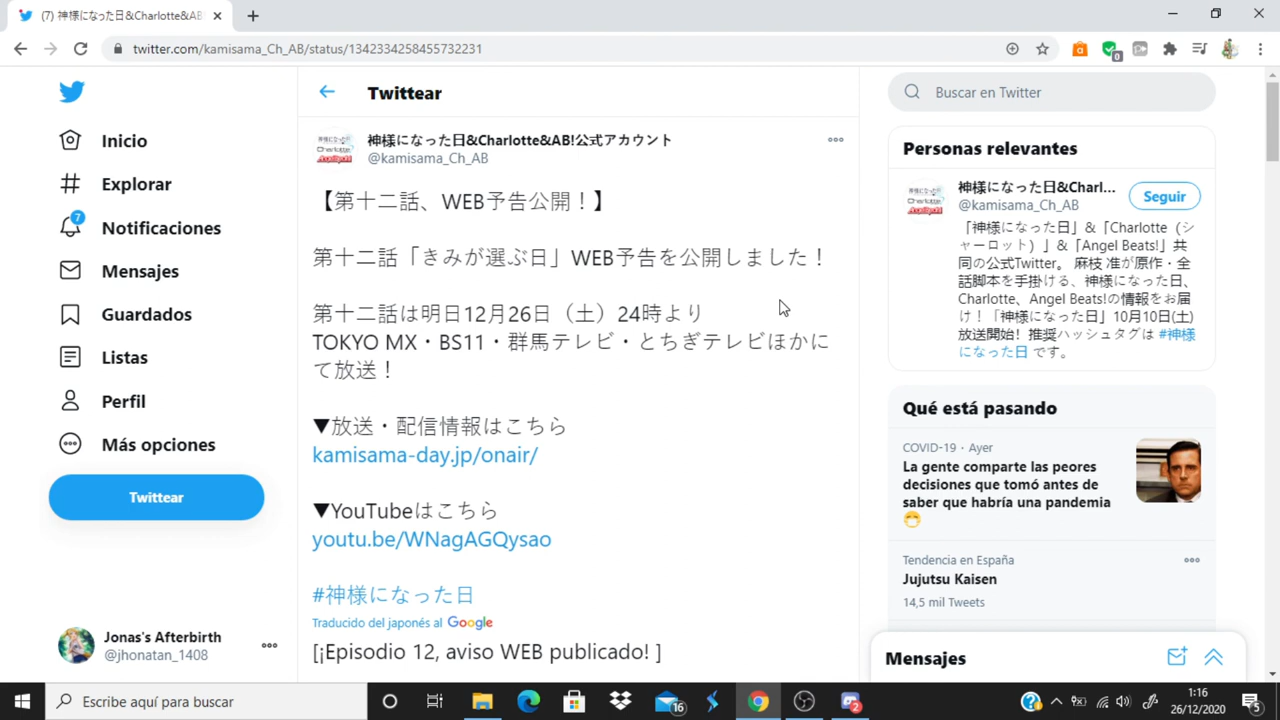 (7) 神様になった日&Charlotte&AB
twitter.com/kamisama_Ch_AB/status/1342334258455732231
0
Inicio
Explorar
7
Notificaciones
Mensajes
Guardados
Listas
Perfil
Más opciones
Twittear
Jonas's Afterbirth
@jhonatan_1408
Twittear
神様になった日&Charlotte&AB!公式アカウント
@kamisama_Ch_AB
【第十二話、WEB予告公開！】
第十二話「きみが選ぶ日」WEB予告を公開しました！
第十二話は明日12月26日（土）24時より
TOKYO MX・BS11・群馬テレビ・とちぎテレビほかに
て放送！
▼放送・配信情報はこちら
kamisama-day.jp/onair/
▼YouTubeはこちら
youtu.be/WNagAGQysao
#神様になった日
Traducido del japonés al Google
[¡Episodio 12, aviso WEB publicado! ]
Buscar en Twitter
Personas relevantes
神様になった日&Charl...
@kamisama_Ch_AB
Seguir
「神様になった日」&「Charlotte（シ
ャーロット）」&「Angel Beats!」共
同の公式Twitter。 麻枝 准が原作・全
話脚本を手掛ける、神様になった日、
Charlotte、Angel Beats!の情報をお届
け！「神様になった日」10月10日(土)
放送開始！推奨ハッシュタグは #神様
になった日 です。
Qué está pasando
COVID-19 · Ayer
La gente comparte las peores
decisiones que tomó antes de
saber que habría una pandemia
😷
Tendencia en España
Jujutsu Kaisen
14,5 mil Tweets
Mensajes
Escribe aquí para buscar
16
2
1:16
26/12/2020
5